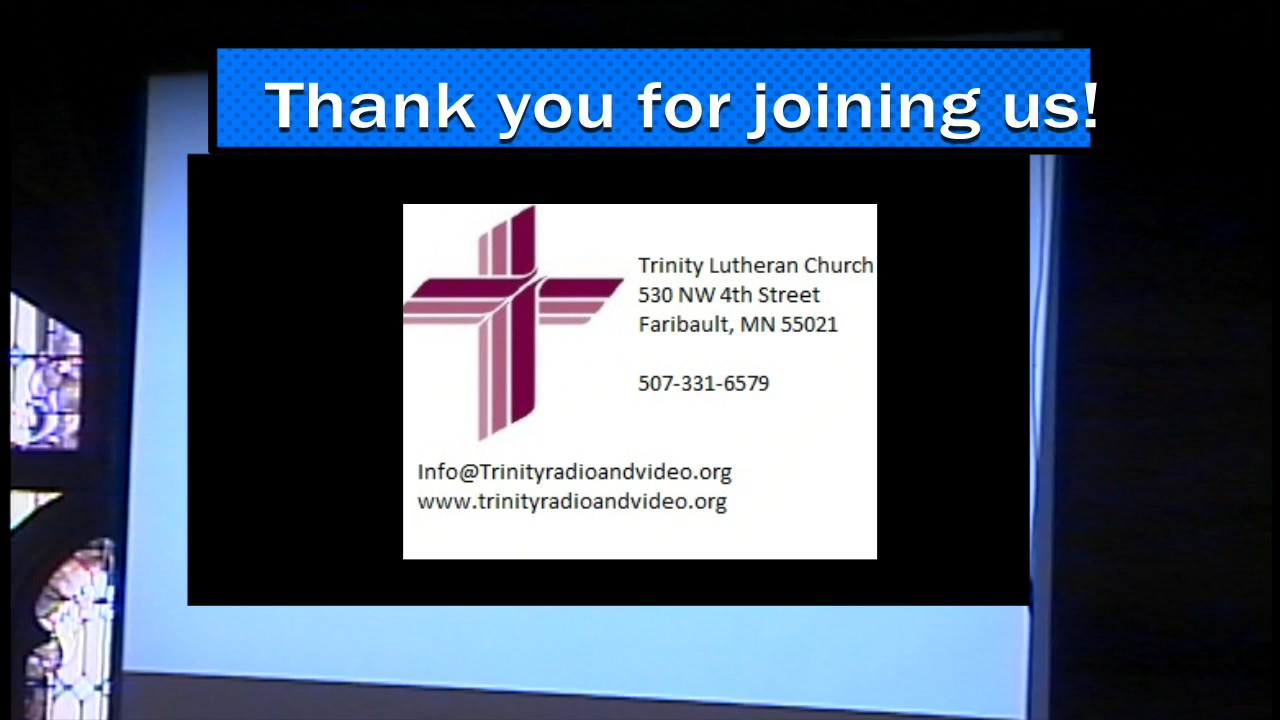 Thank you for joining us!
Trinity Lutheran Church
530 NW 4th Street
Faribault, MN 55021
507-331-6579
Info@Trinityradioandvideo.org
www.trinityradioandvideo.org